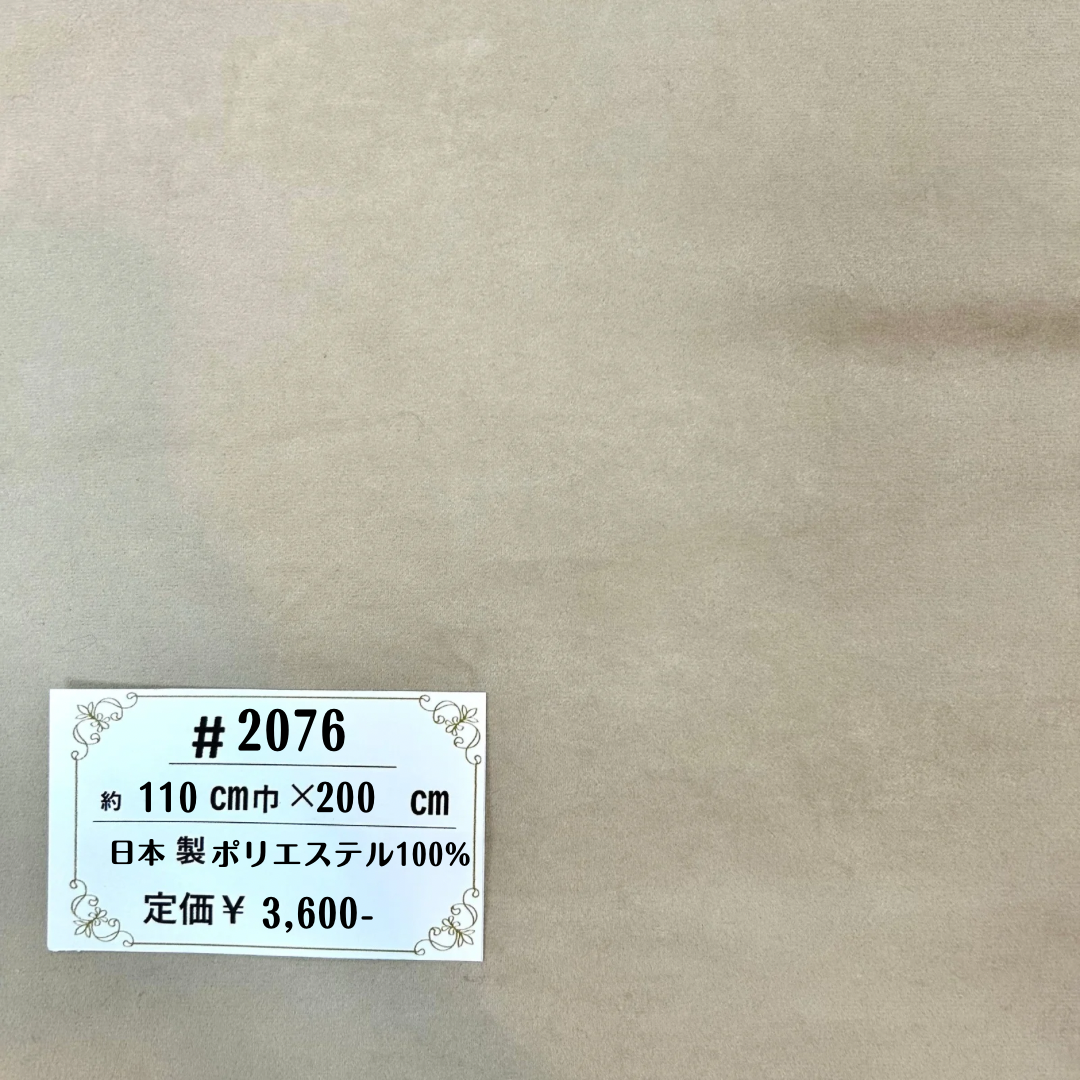 #2076
約 110 cm巾×200 cm
日本製ポリエステル100%
定価¥ 3,600-